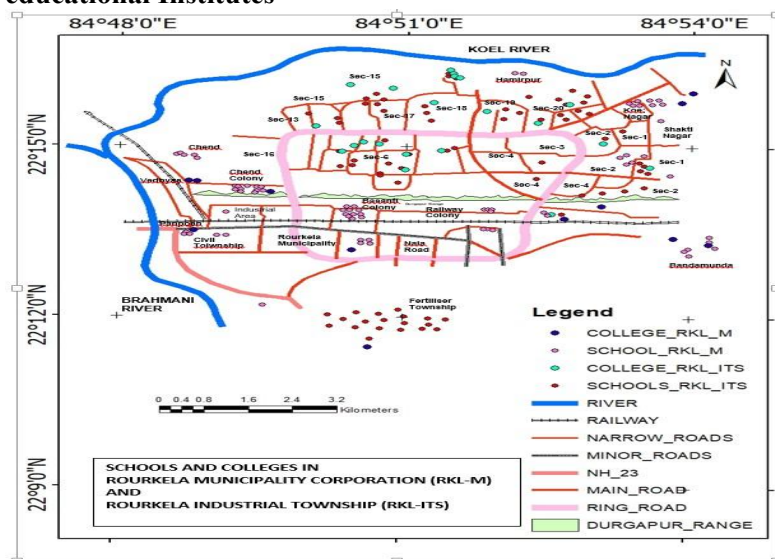 educational Institutes
84°48'0"E
84°51'0"E
84°54'0"E
KOEL RIVER
N
Sec-15
Hamirpur
Sec-15
Sec-18
Sec-19
Sec-20
Koel
Nagar
Sec-13
Sec-17
Sec-2
Sec-1
Shakti
Nagar
22°15'0"N
Chend
Sec-16
Sec-6
Sec-4
Sec-3
Sec-2
Sec-1
Chend
Colony
Sec-4
Sec-4
Sec-2
Basanti
Colony
Industrial
Area
Railway
Colony
Panposh
Civil
Township
Rourkela
Municipality
Nala
Road
Bandamunda
22°12'0"N
BRAHMANI
RIVER
Fertiliser
Township
Legend
COLLEGE_RKL_M
SCHOOL_RKL_M
COLLEGE_RKL_ITS
SCHOOLS_RKL_ITS
RIVER
RAILWAY
NARROW_ROADS
MINOR_ROADS
NH_23
MAIN_ROAD
RING_ROAD
DURGAPUR_RANGE
0 0.4 0.8 1.6 2.4 3.2
Kilometers
SCHOOLS AND COLLEGES IN
ROURKELA MUNICIPALITY CORPORATION (RKL-M)
AND
ROURKELA INDUSTRIAL TOWNSHIP (RKL-ITS)
22°9'0"N